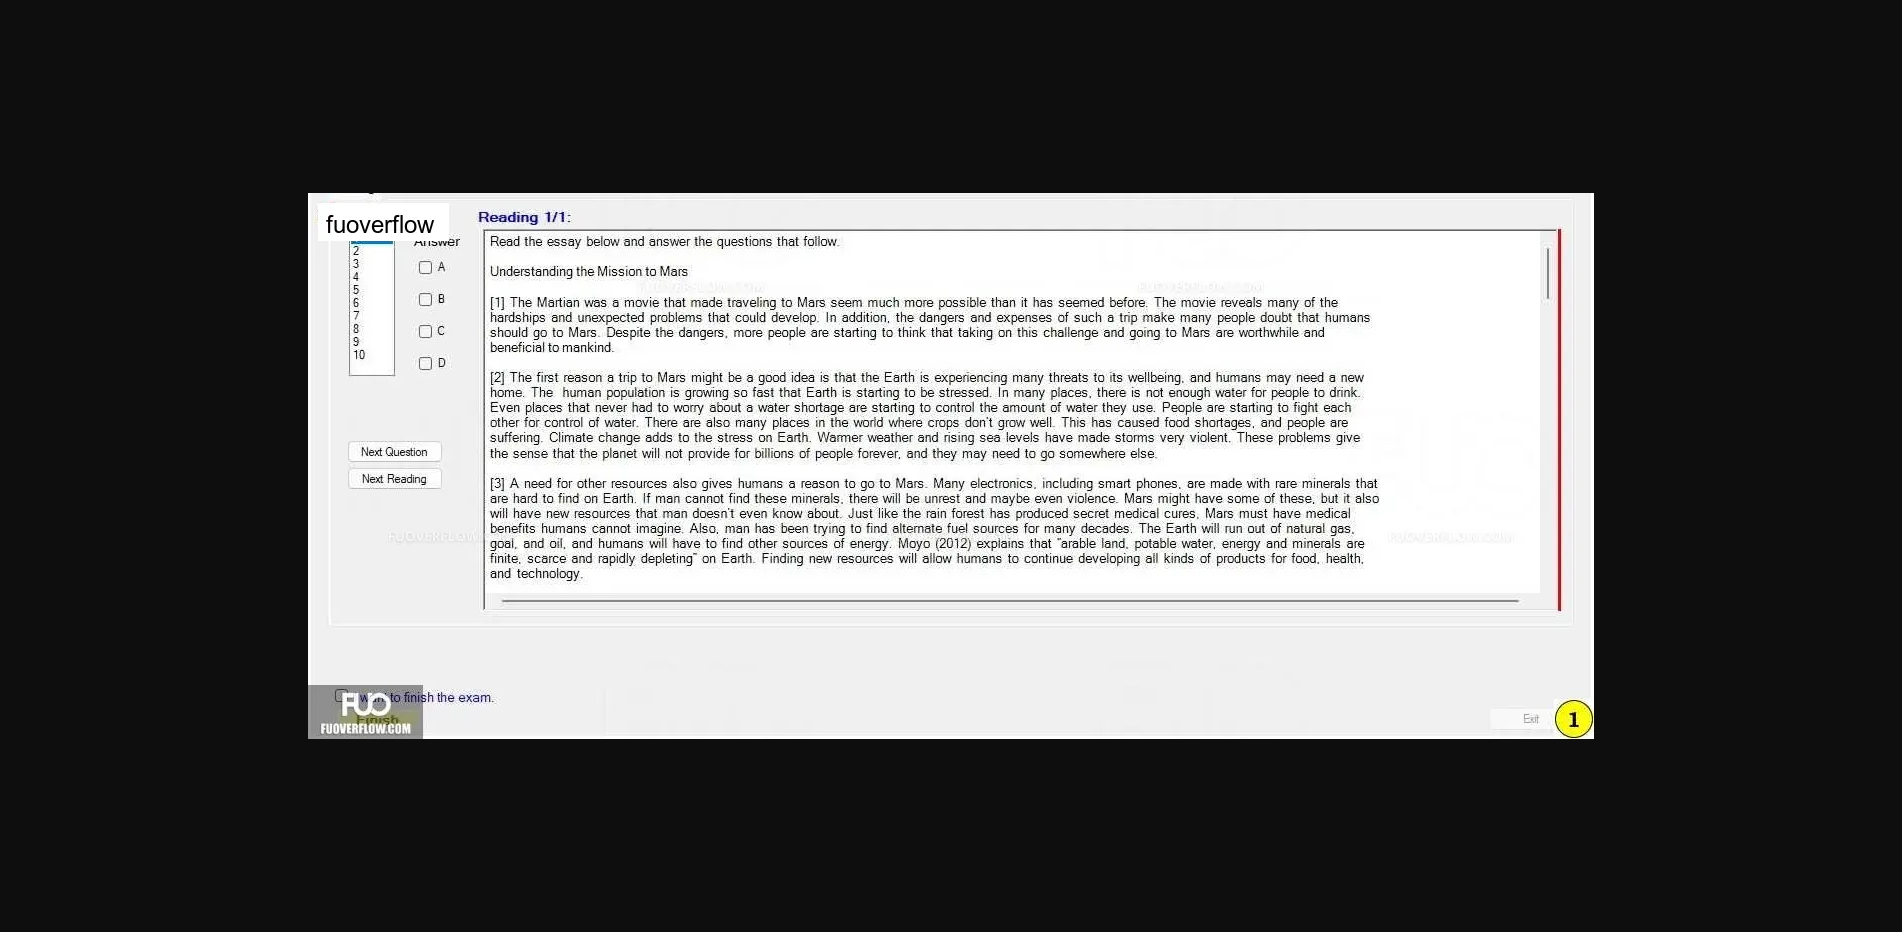 fuoverflow
Reading 1/1:
Answer
2
3
4
5
6
7
8
9
10
A
B
C
D
Next Question
Next Reading
Read the essay below and answer the questions that follow.
Understanding the Mission to Mars
[1] The Martian was a movie that made traveling to Mars seem much more possible than it has seemed before. The movie reveals many of the
hardships and unexpected problems that could develop. In addition, the dangers and expenses of such a trip make many people doubt that humans
should go to Mars. Despite the dangers, more people are starting to think that taking on this challenge and going to Mars are worthwhile and
beneficial to mankind.
[2] The first reason a trip to Mars might be a good idea is that the Earth is experiencing many threats to its wellbeing, and humans may need a new
home. The human population is growing so fast that Earth is starting to be stressed. In many places, there is not enough water for people to drink.
Even places that never had to worry about a water shortage are starting to control the amount of water they use. People are starting to fight each
other for control of water. There are also many places in the world where crops don't grow well. This has caused food shortages, and people are
suffering. Climate change adds to the stress on Earth. Warmer weather and rising sea levels have made storms very violent. These problems give
the sense that the planet will not provide for billions of people forever, and they may need to go somewhere else.
[3] A need for other resources also gives humans a reason to go to Mars. Many electronics, including smart phones, are made with rare minerals that
are hard to find on Earth. If man cannot find these minerals, there will be unrest and maybe even violence. Mars might have some of these, but it also
will have new resources that man doesn't even know about. Just like the rain forest has produced secret medical cures, Mars must have medical
benefits humans cannot imagine. Also, man has been trying to find alternate fuel sources for many decades. The Earth will run out of natural gas,
goal, and oil, and humans will have to find other sources of energy. Moyo (2012) explains that "arable land, potable water, energy and minerals are
finite, scarce and rapidly depleting" on Earth. Finding new resources will allow humans to continue developing all kinds of products for food, health,
and technology.
FUOVERFLOW.COM
FUOVERFLOW.COM
FUOVERFLOW.COM
want to finish the exam.
Finish
FUO
FUOVERFLOW.COM
Exit
1